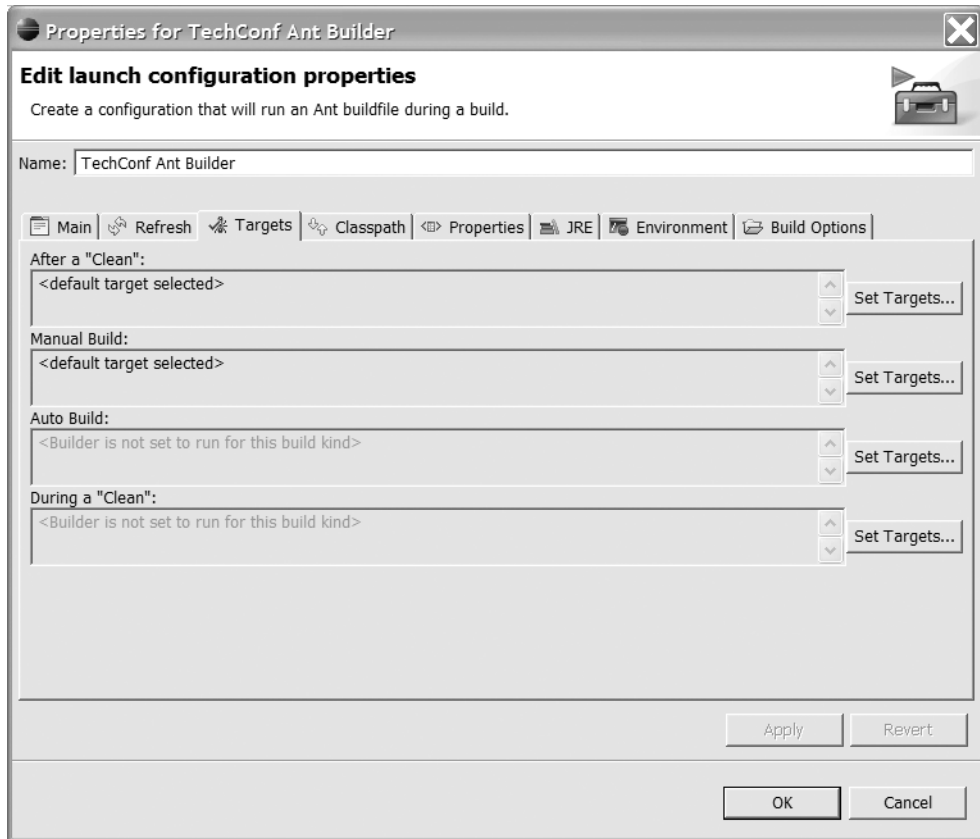 Properties for TechConf Ant Builder
Edit launch configuration properties
Create a configuration that will run an Ant buildfile during a build.
Name: TechConf Ant Builder
Main Refresh Targets Classpath Properties JRE Environment Build Options
After a "Clean":
<default target selected>
Set Targets...
Manual Build:
<default target selected>
Set Targets...
Auto Build:
<Builder is not set to run for this build kind>
Set Targets...
During a "Clean":
<Builder is not set to run for this build kind>
Set Targets...
Apply Revert
OK Cancel